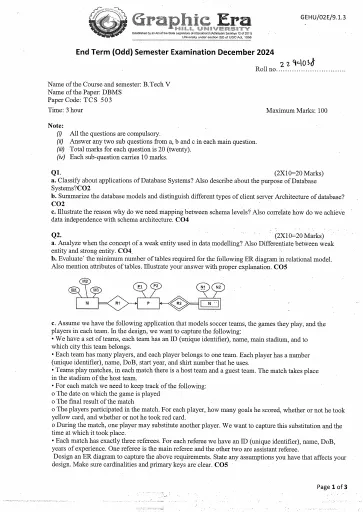 GEHU/02E/9.1.3
Graphic Era
HILL UNIVERSITY
End Term (Odd) Semester Examination December 2024
Roll no.
Name of the Course and semester: B.Tech V
Name of the Paper: DBMS
Paper Code: TCS 503
Time: 3 hour Maximum Marks: 100
Note:
(i) All the questions are compulsory.
(ii) Answer any two sub questions from a, b and c in each main question.
(iii) Total marks for each question is 20 (twenty).
(iv) Each sub-question carries 10 marks.
Q1. (2X10=20 Marks)
a. Classify about applications of Database Systems? Also describe about the purpose of Database
Systems?CO2
b. Summarize the database models and distinguish different types of client server Architecture of database?
CO2
c. Illustrate the reason why do we need mapping between schema levels? Also correlate how do we achieve
data independence with schema architecture. CO4
Q2. (2X10=20 Marks)
a. Analyze when the concept of a weak entity used in data modelling? Also Differentiate between weak
entity and strong entity. CO4
b. Evaluate' the minimum number of tables required for the following ER diagram in relational model.
Also mention attributes of tables. Illustrate your answer with proper explanation. CO5
M R1 P R2 N
c. Assume we have the following application that models soccer teams, the games they play, and the
players in each team. In the design, we want to capture the following:
• We have a set of teams, each team has an ID (unique identifier), name, main stadium, and to
which city this team belongs.
• Each team has many players, and each player belongs to one team. Each player has a number
(unique identifier), name, DoB, start year, and shirt number that he uses.
• Teams play matches, in each match there is a host team and a guest team. The match takes place
in the stadium of the host team.
• For each match we need to keep track of the following:
o The date on which the game is played
o The final result of the match
o The players participated in the match. For each player, how many goals he scored, whether or not he took
yellow card, and whether or not he took red card.
o During the match, one player may substitute another player. We want to capture this substitution and the
time at which it took place.
• Each match has exactly three referees. For each referee we have an ID (unique identifier), name, DoB,
years of experience. One referee is the main referee and the other two are assistant referee.
Design an ER diagram to capture the above requirements. State any assumptions you have that affects your
design. Make sure cardinalities and primary keys are clear. CO5
Page 1 of 3